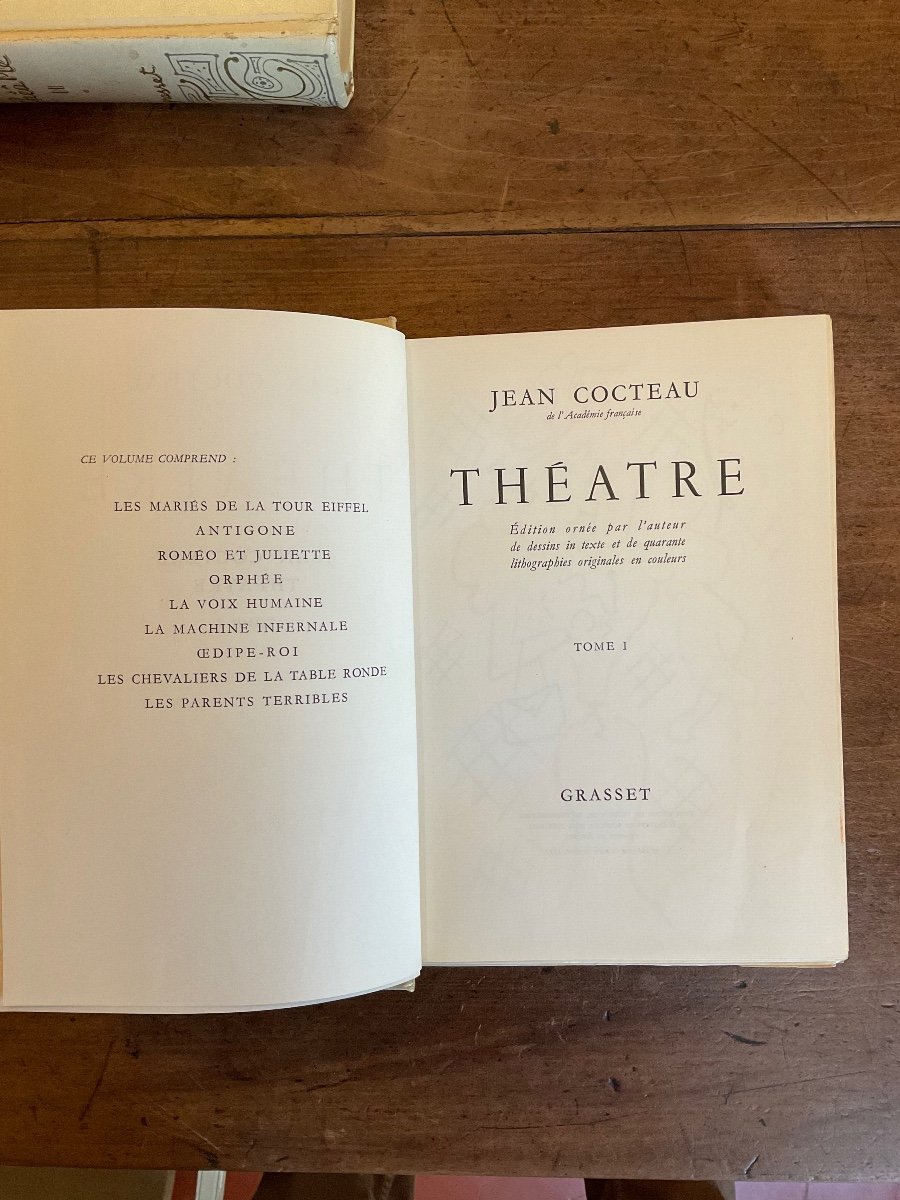 III
CE VOLUME COMPREND :
LES MARIÉS DE LA TOUR EIFFEL
ANTIGONE
ROMÉO ET JULIETTE
ORPHÉE
LA VOIX HUMAINE
LA MACHINE INFERNALE
ŒDIPE-ROI
LES CHEVALIERS DE LA TABLE RONDE
LES PARENTS TERRIBLES
JEAN COCTEAU
de l'Académie française
THÉATRE
Édition ornée par l'auteur
de dessins in texte et de quarante
lithographies originales en couleurs
TOME I
GRASSET